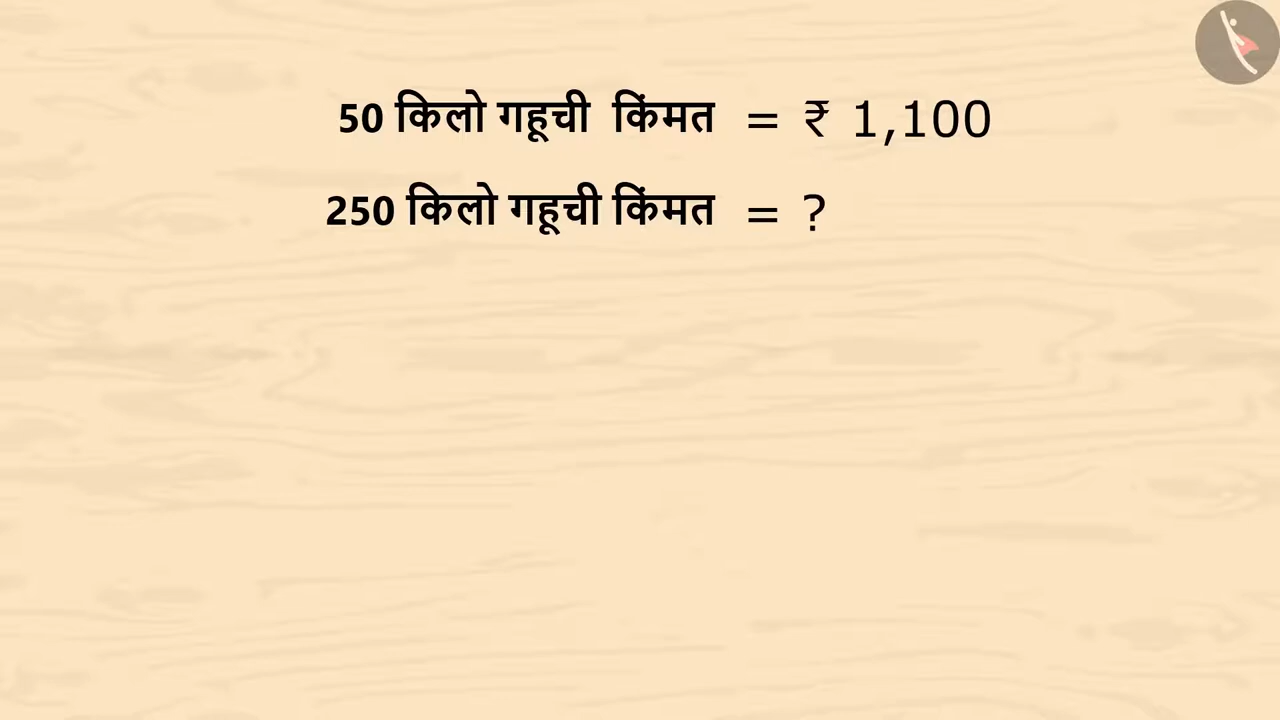 50 किलो गहूची किंमत = ₹ 1,100
250 किलो गहूची किंमत = ?